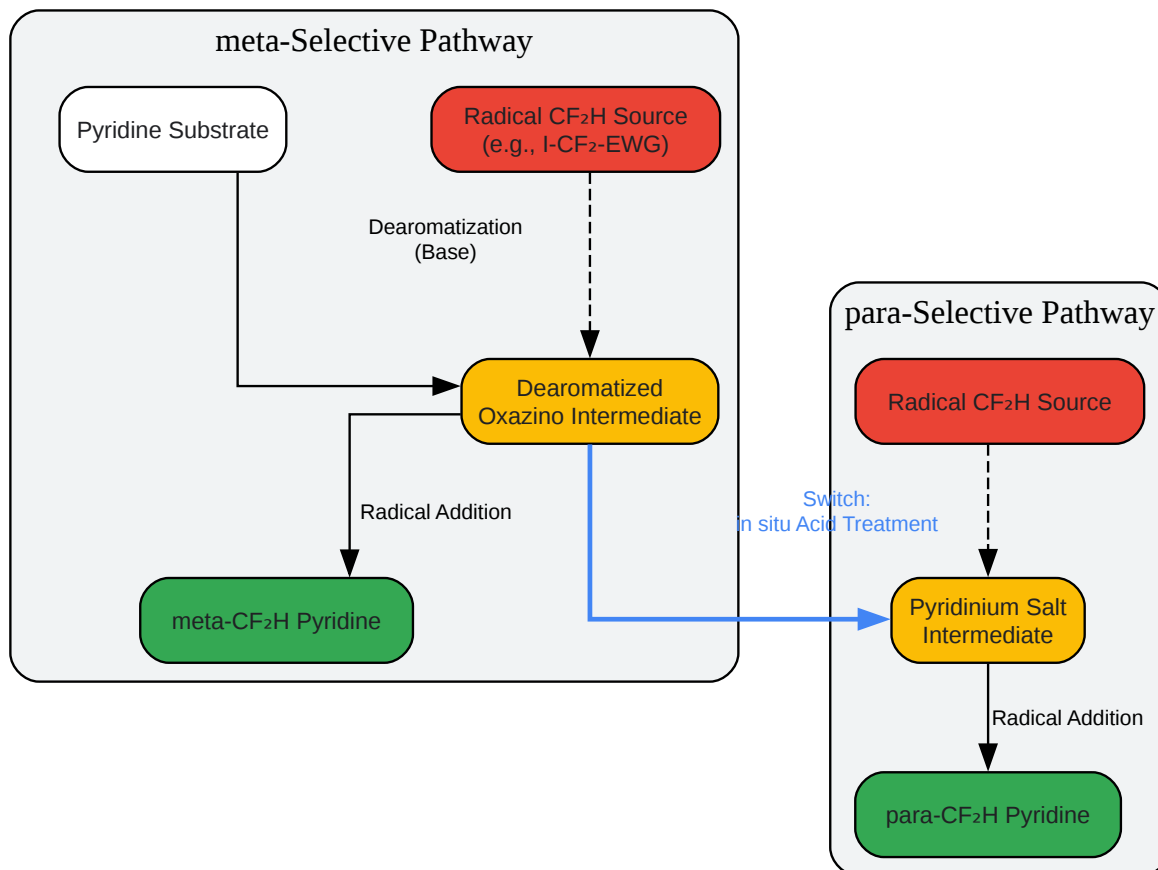 meta-Selective Pathway
Pyridine Substrate
Radical CF₂H Source
(e.g., I-CF₂-EWG)
Dearomatization
(Base)
Dearomatized
Oxazino Intermediate
Radical Addition
meta-CF₂H Pyridine
Switch:
in situ Acid Treatment
para-Selective Pathway
Radical CF₂H Source
Pyridinium Salt
Intermediate
Radical Addition
para-CF₂H Pyridine